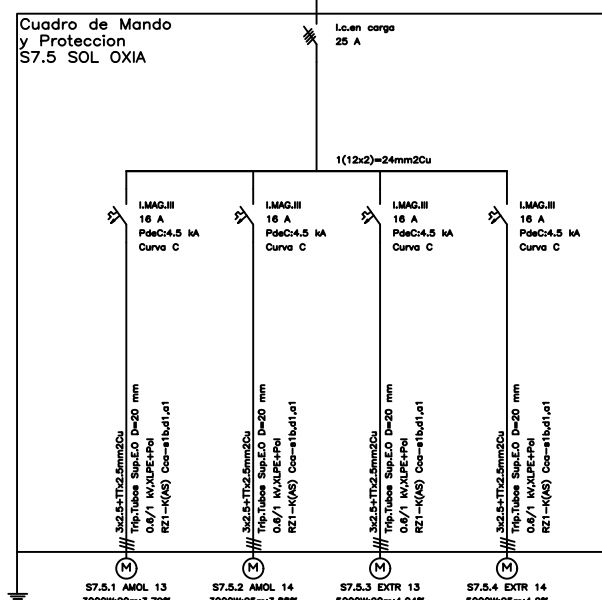 Cuadro de Mando
y Proteccion
S7.5 SOL OXIA
I.c.en carga
25 A
1(12x2)=24mm2Cu
I.MAG.III
16 A
PdeC:4.5 kA
Curva C
I.MAG.III
16 A
PdeC:4.5 kA
Curva C
I.MAG.III
16 A
PdeC:4.5 kA
Curva C
I.MAG.III
16 A
PdeC:4.5 kA
Curva C
3x2.5+TTx2.5mm2Cu
Trip.Tubos Sup.E.O D=20 mm
0.6/1 kV,XLPE+Pol
RZ1-K(AS) Cca-s1b,d1,a1
3x2.5+TTx2.5mm2Cu
Trip.Tubos Sup.E.O D=20 mm
0.6/1 kV,XLPE+Pol
RZ1-K(AS) Cca-s1b,d1,a1
3x2.5+TTx2.5mm2Cu
Trip.Tubos Sup.E.O D=20 mm
0.6/1 kV,XLPE+Pol
RZ1-K(AS) Cca-s1b,d1,a1
3x2.5+TTx2.5mm2Cu
Trip.Tubos Sup.E.O D=20 mm
0.6/1 kV,XLPE+Pol
RZ1-K(AS) Cca-s1b,d1,a1
M
M
M
M
S7.5.1 AMOL 13
S7.5.2 AMOL 14
S7.5.3 EXTR 13
S7.5.4 EXTR 14